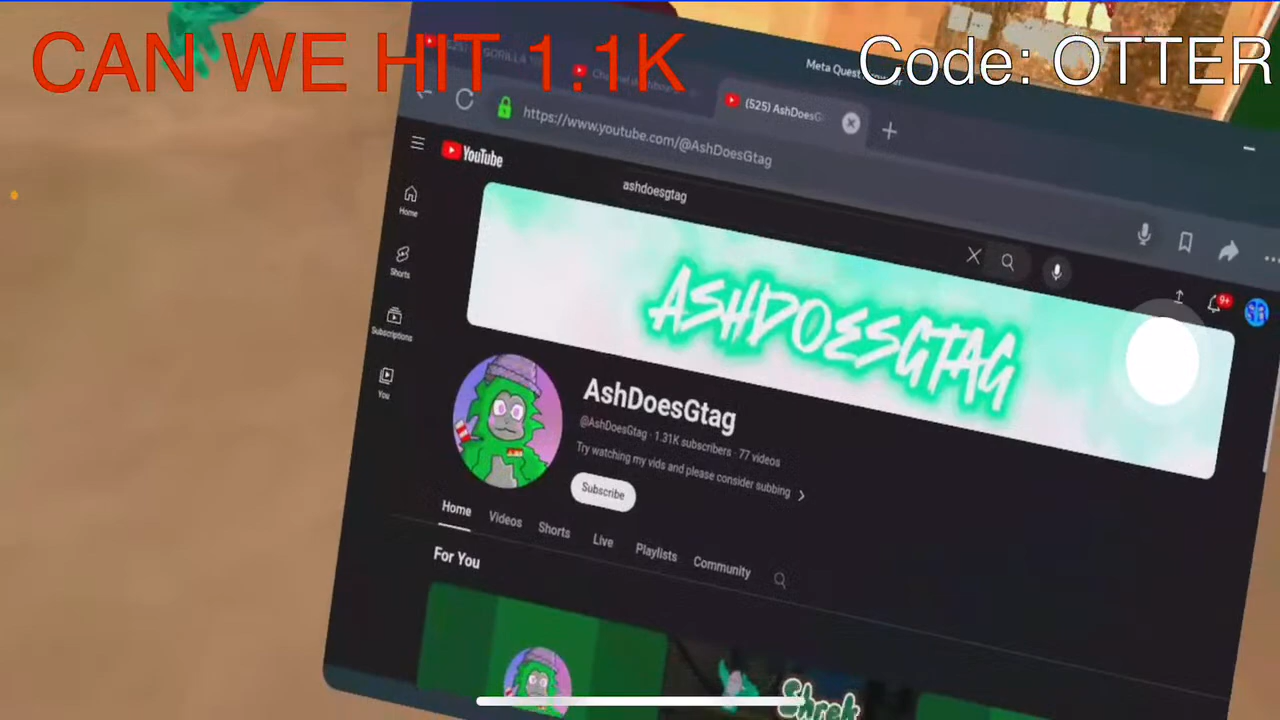 CAN WE HIT 1.1K
Code: OTTER
Meta Quest
(525) AshDoesG
https://www.youtube.com/@AshDoesGtag
YouTube
ashdoesgtag
Home
Shorts
Subscriptions
You
9+
ASHDOESGTAG
AshDoesGtag
@AshDoesGtag · 1.31K subscribers · 77 videos
Try watching my vids and please consider subbing
Subscribe
Home Videos Shorts Live Playlists Community
For You
Shrek